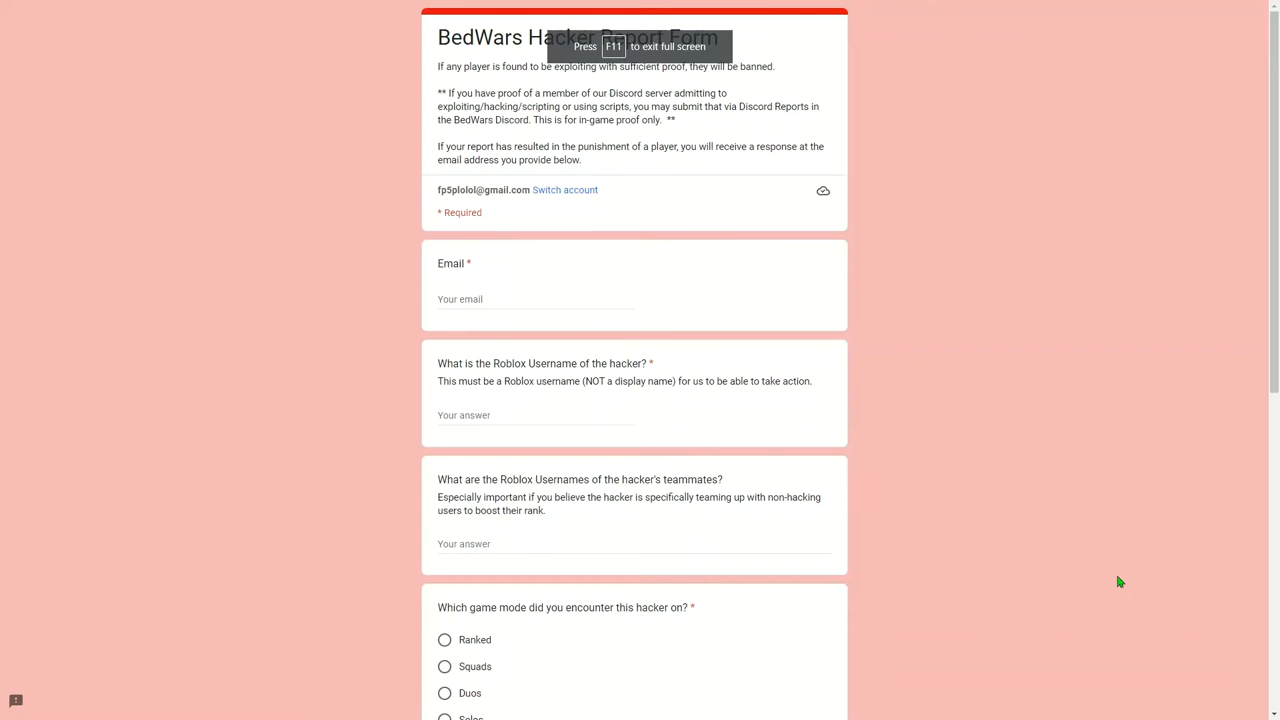 BedWars Hacker Report Form
Press F11 to exit full screen
If any player is found to be exploiting with sufficient proof, they will be banned.
** If you have proof of a member of our Discord server admitting to
exploiting/hacking/scripting or using scripts, you may submit that via Discord Reports in
the BedWars Discord. This is for in-game proof only.  **
If your report has resulted in the punishment of a player, you will receive a response at the
email address you provide below.
fp5plolol@gmail.com Switch account
* Required
Email *
Your email
What is the Roblox Username of the hacker? *
This must be a Roblox username (NOT a display name) for us to be able to take action.
Your answer
What are the Roblox Usernames of the hacker's teammates?
Especially important if you believe the hacker is specifically teaming up with non-hacking
users to boost their rank.
Your answer
Which game mode did you encounter this hacker on? *
Ranked
Squads
Duos
Solos